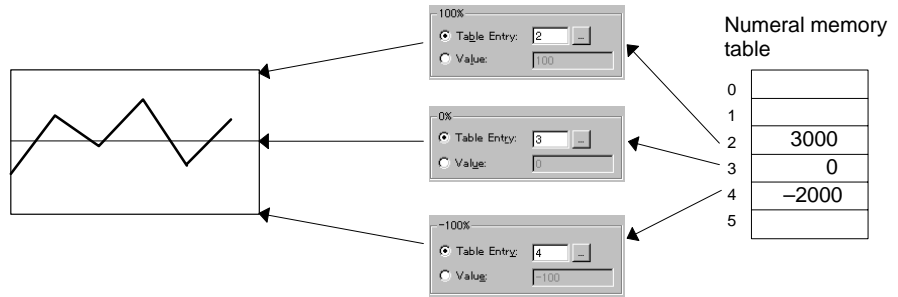 100%
Table Entry: 2 ...
Value: 100
0%
Table Entry: 3 ...
Value: 0
-100%
Table Entry: 4 ...
Value: -100
Numeral memory
table
0
1
2 3000
3 0
4 –2000
5